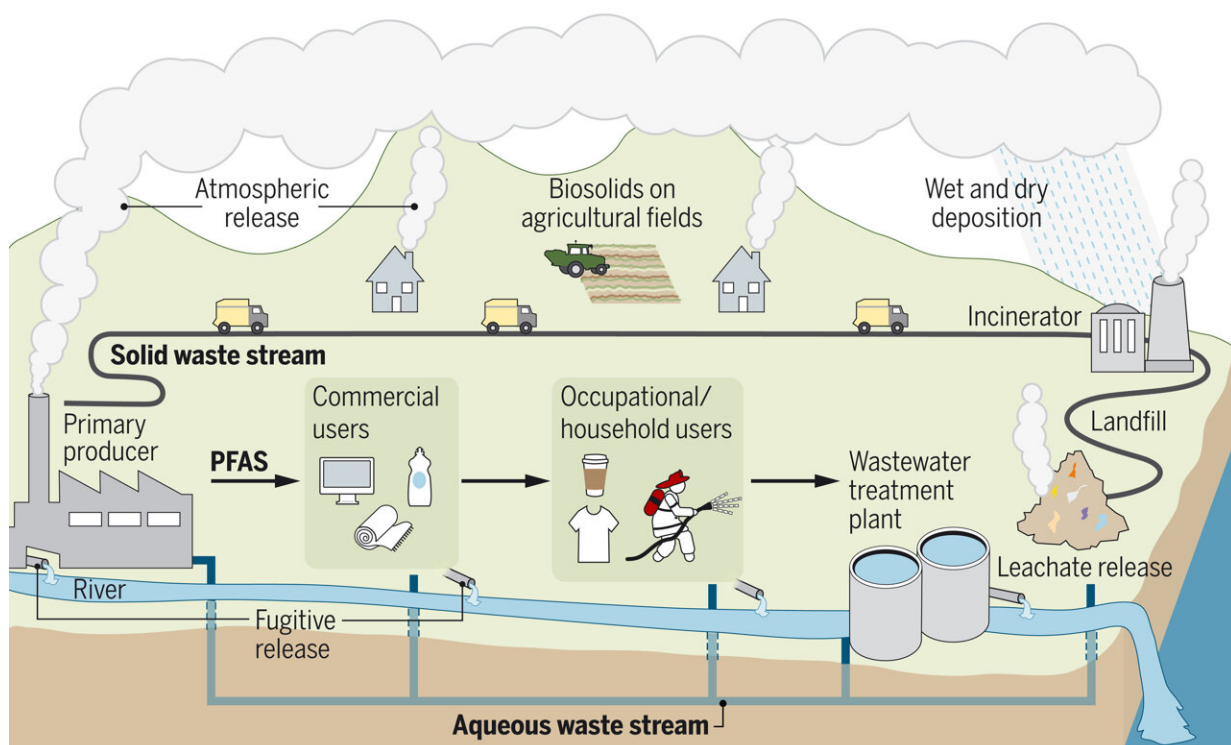 Atmospheric
release
Biosolids on
agricultural fields
Wet and dry
deposition
Incinerator
Solid waste stream
Primary
producer
PFAS
Commercial
users
Occupational/
household users
Wastewater
treatment
plant
Landfill
Leachate release
River
Fugitive
release
Aqueous waste stream